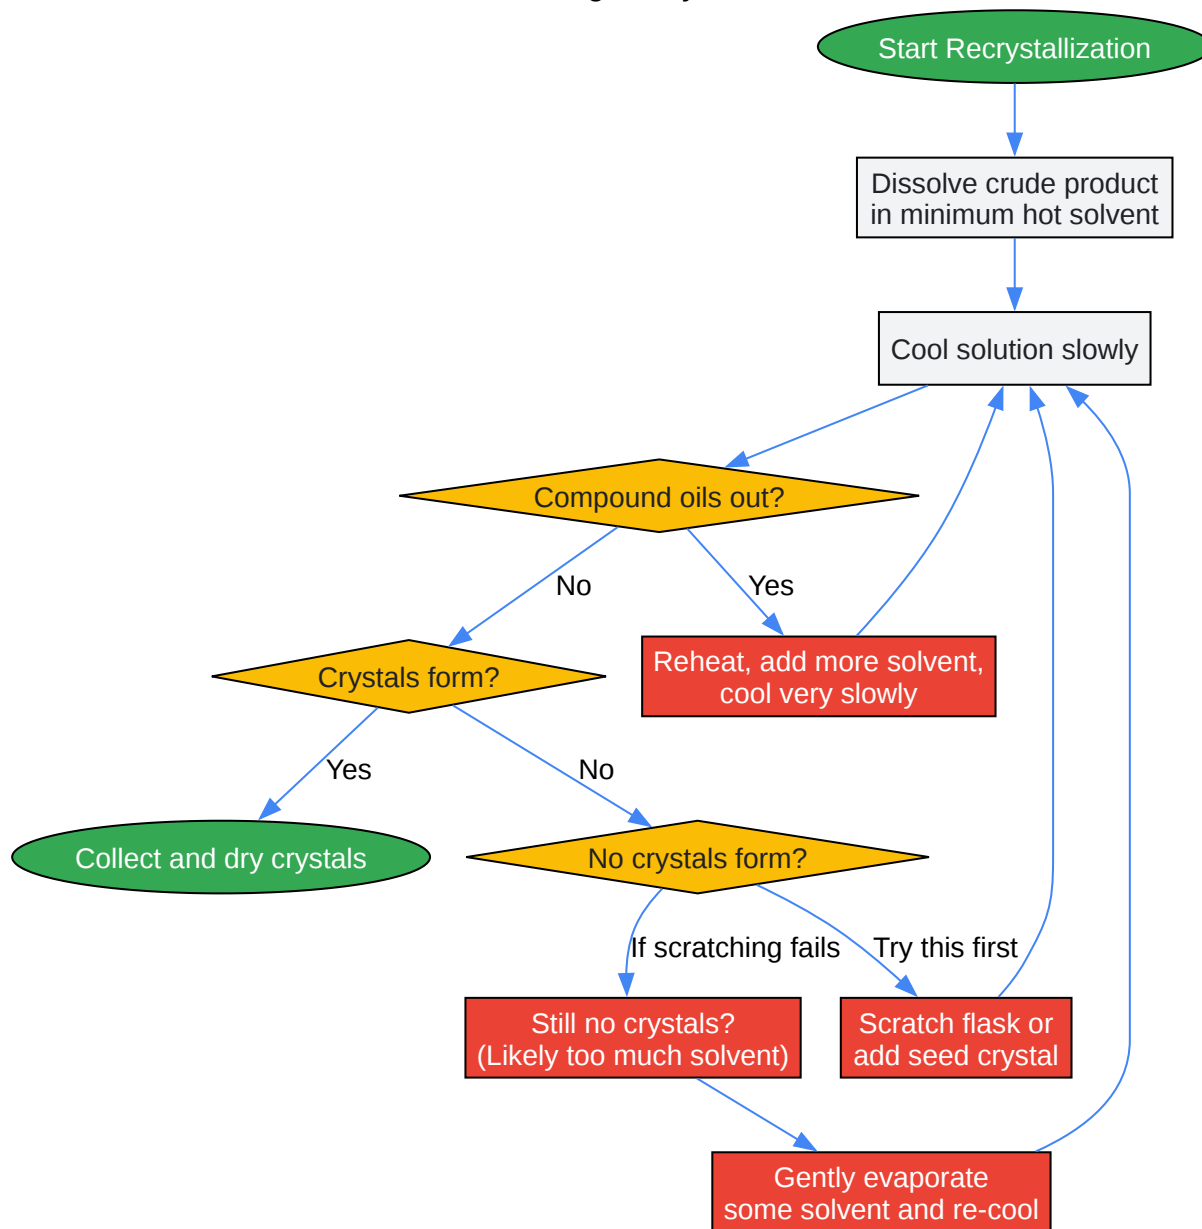 Start Recrystallization
Dissolve crude product
in minimum hot solvent
Cool solution slowly
Compound oils out?
No
Yes
Crystals form?
Reheat, add more solvent,
cool very slowly
Yes
No
Collect and dry crystals
No crystals form?
If scratching fails
Try this first
Still no crystals?
(Likely too much solvent)
Scratch flask or
add seed crystal
Gently evaporate
some solvent and re-cool